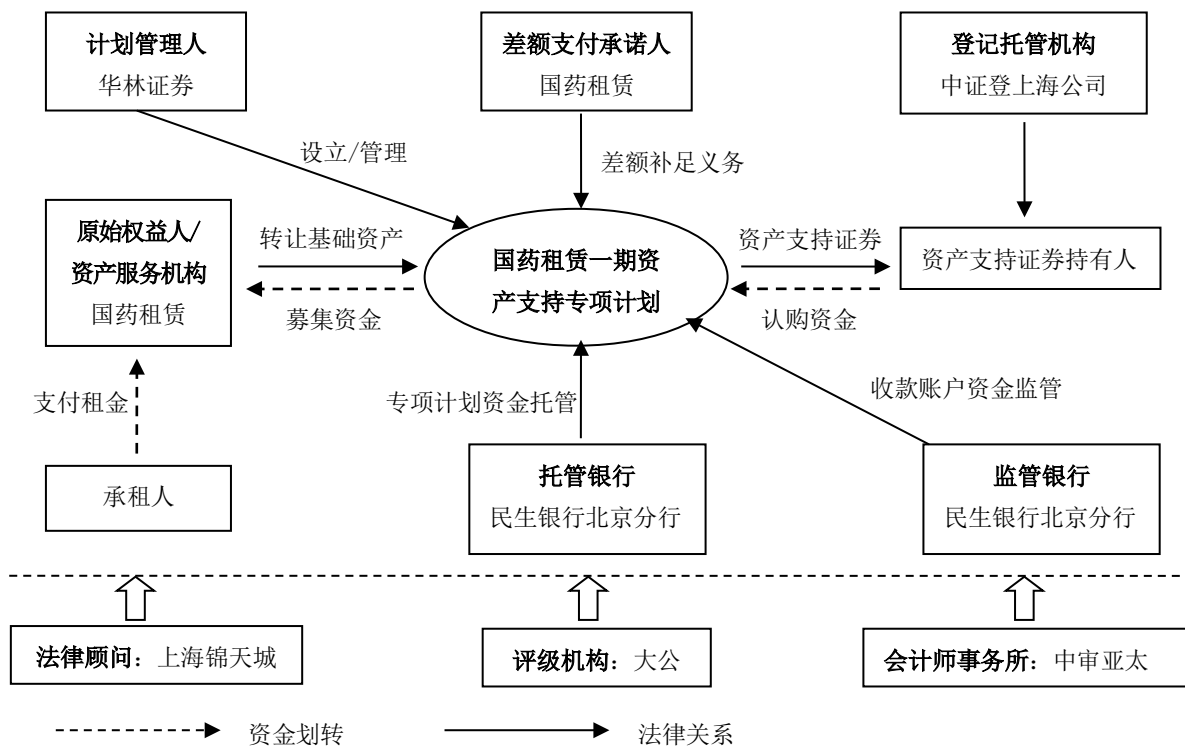 计划管理人
华林证券
差额支付承诺人
国药租赁
登记托管机构
中证登上海公司
设立/管理
差额补足义务
原始权益人/
资产服务机构
国药租赁
转让基础资产
募集资金
国药租赁一期资
产支持专项计划
资产支持证券
认购资金
资产支持证券持有人
支付租金
专项计划资金托管
收款账户资金监管
承租人
托管银行
民生银行北京分行
监管银行
民生银行北京分行
法律顾问：上海锦天城
评级机构：大公
会计师事务所：中审亚太
资金划转
法律关系